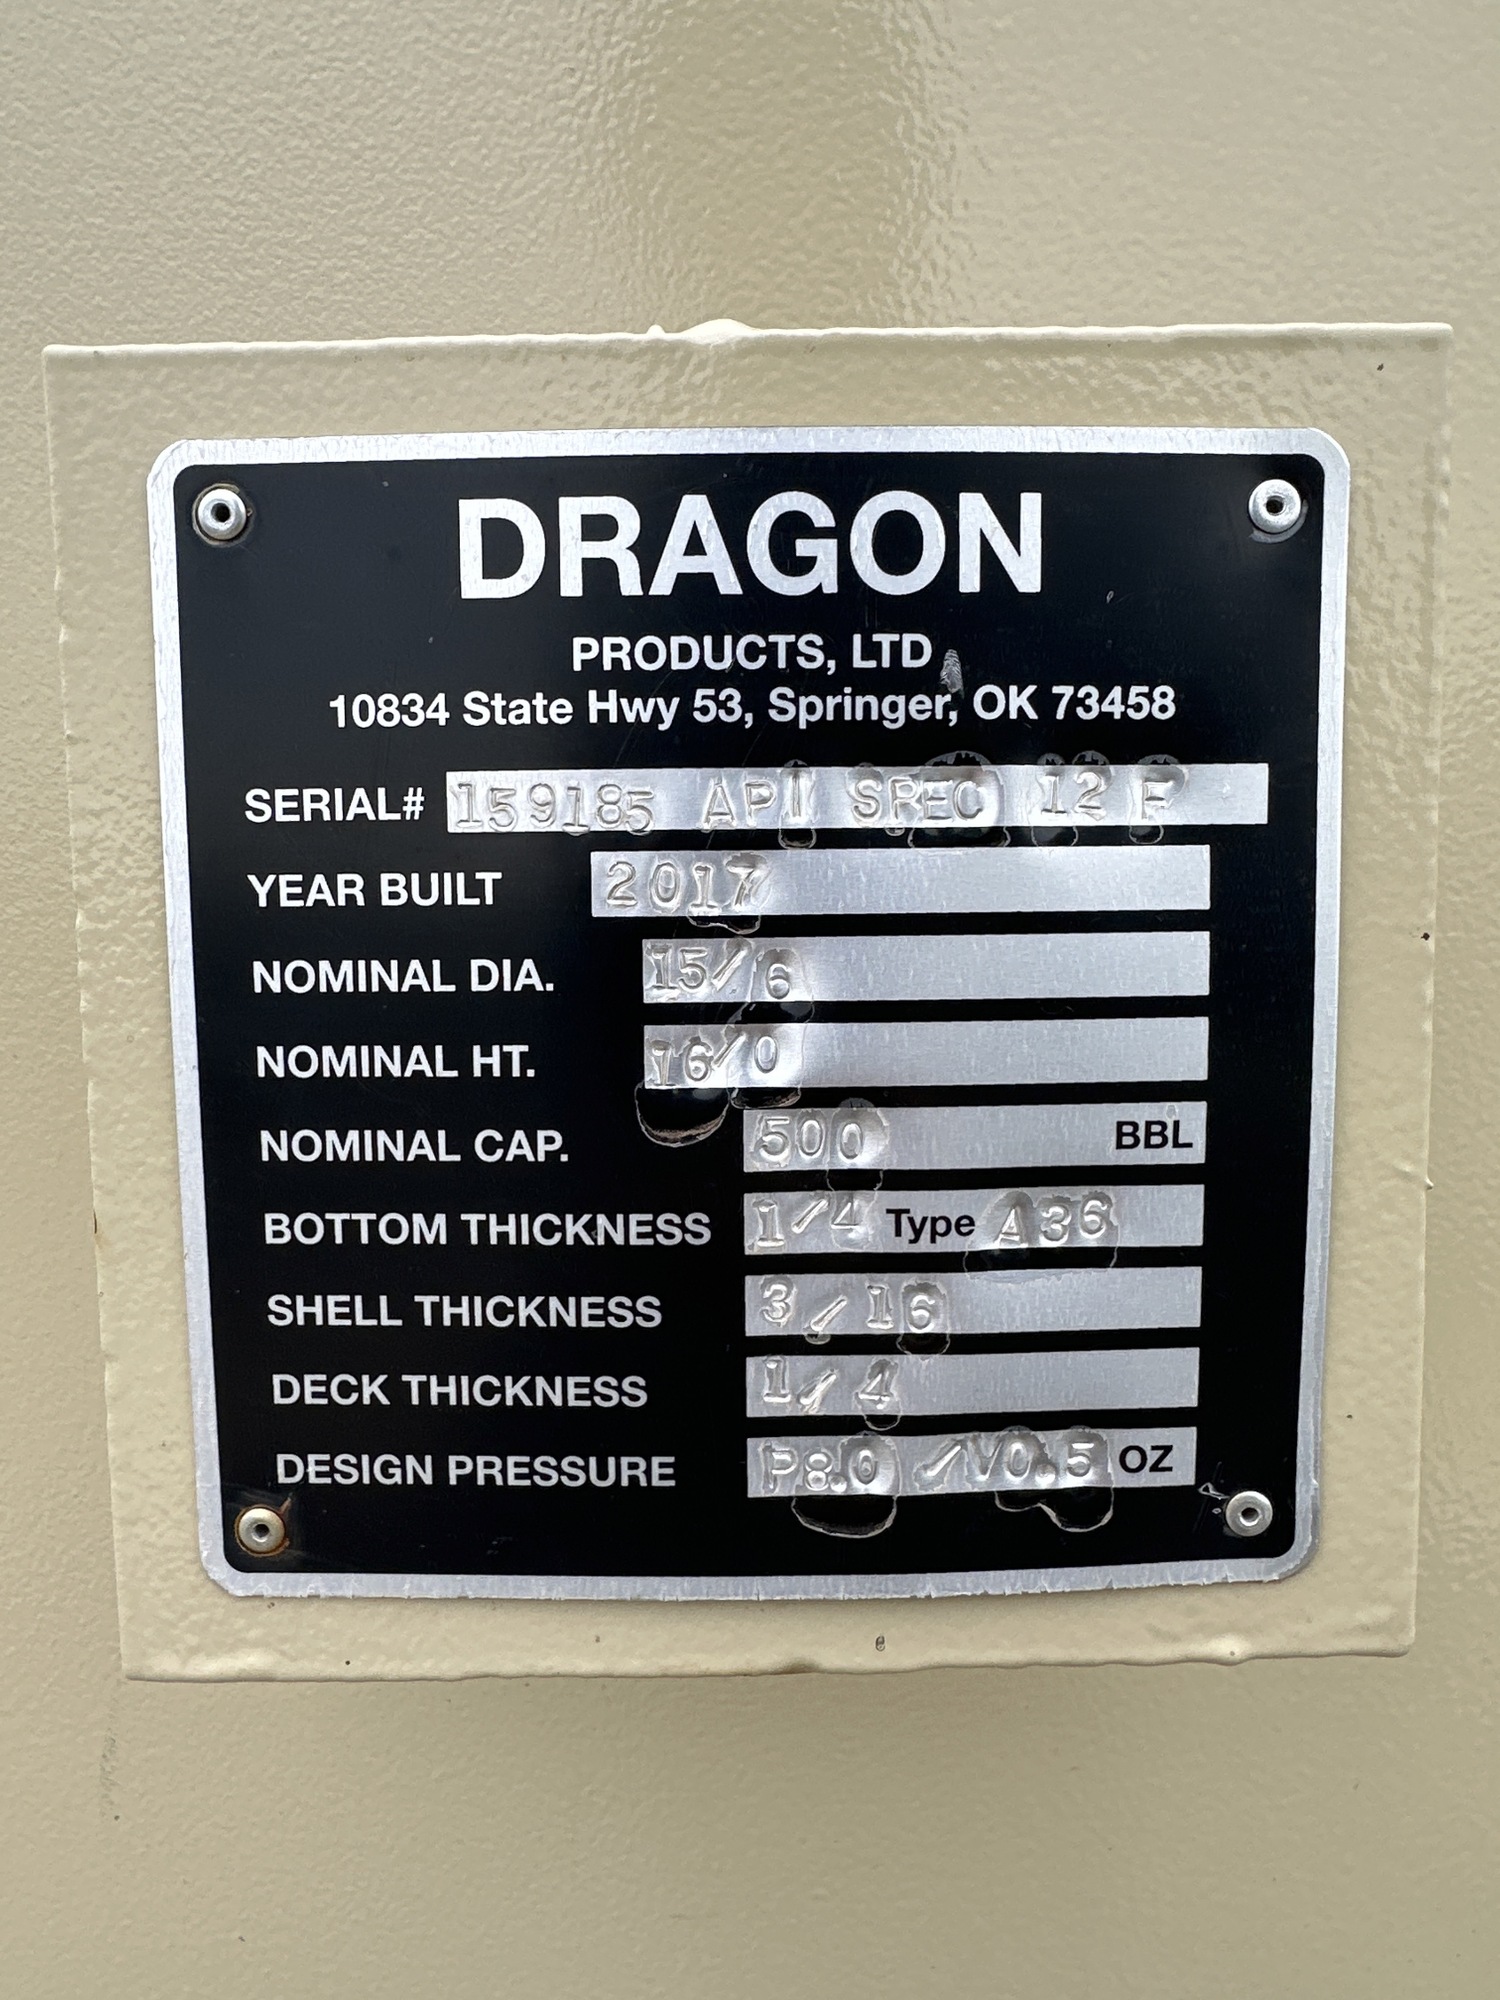 DRAGON
PRODUCTS, LTD
10834 State Hwy 53, Springer, OK 73458
SERIAL# 159185 API SPEC 12 F
YEAR BUILT 2017
NOMINAL DIA. 15/6
NOMINAL HT. 16/0
NOMINAL CAP. 500 BBL
BOTTOM THICKNESS 1/4 Type A36
SHELL THICKNESS 3/16
DECK THICKNESS 1/4
DESIGN PRESSURE P8.0 /V0.5 OZ